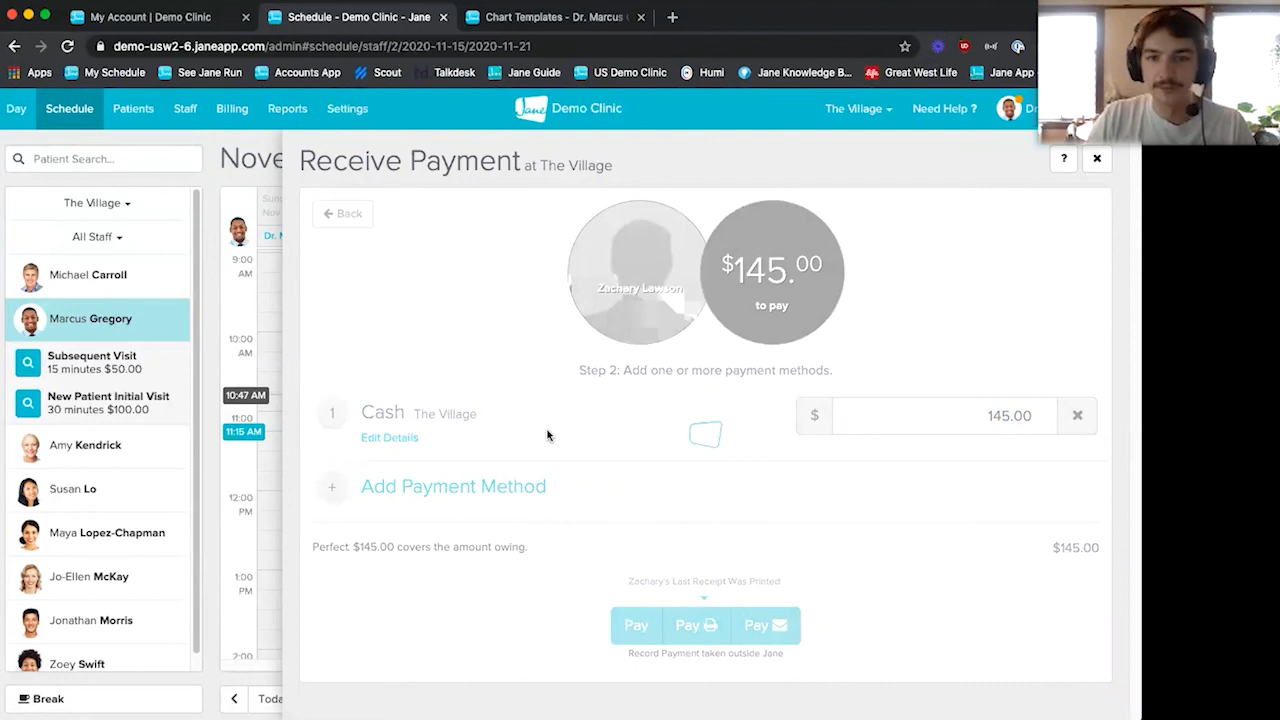 My Account | Demo Clinic
Schedule - Demo Clinic - Jane
Chart Templates - Dr. Marcus
demo-usw2-6.janeapp.com/admin#schedule/staff/2/2020-11-15/2020-11-21
Apps
My Schedule
See Jane Run
Accounts App
Scout
Talkdesk
Jane Guide
US Demo Clinic
Humi
Jane Knowledge B...
Great West Life
Jane App -
Day
Schedule
Patients
Staff
Billing
Reports
Settings
Jane
Demo Clinic
The Village
Need Help ?
Patient Search...
The Village
All Staff
Michael Carroll
Marcus Gregory
Subsequent Visit
15 minutes $50.00
New Patient Initial Visit
30 minutes $100.00
Amy Kendrick
Susan Lo
Maya Lopez-Chapman
Jo-Ellen McKay
Jonathan Morris
Zoey Swift
Break
Nove
Sun
Nov
Dr.
9:00
AM
10:00
AM
10:47 AM
11:00
11:15 AM
12:00
PM
1:00
PM
2:00
Toda
Receive Payment at The Village
?
Back
Zachary Lawson
$145.00
to pay
Step 2: Add one or more payment methods.
1
Cash The Village
Edit Details
$
145.00
+
Add Payment Method
Perfect. $145.00 covers the amount owing.
$145.00
Zachary's Last Receipt Was Printed
Pay
Pay
Pay
Record Payment taken outside Jane